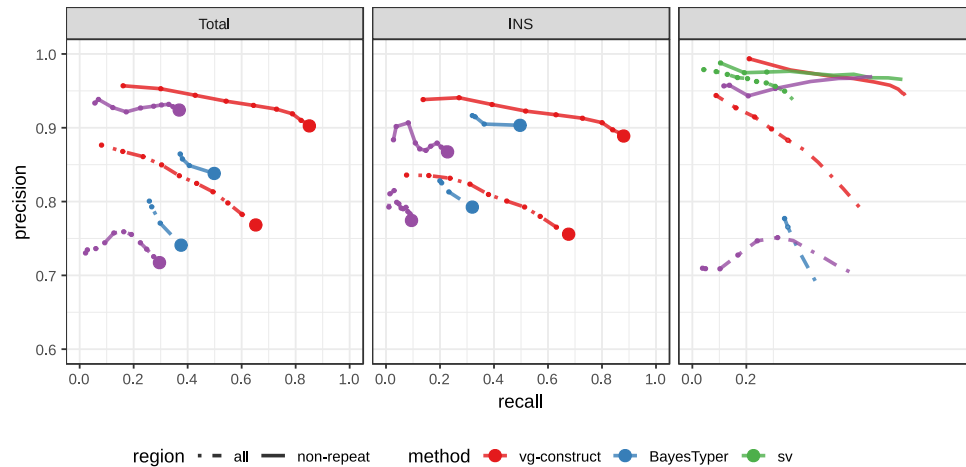 Total INS
precision
1.0
0.9
0.8
0.7
0.6
0.0 0.2 0.4 0.6 0.8 1.0 0.0 0.2 0.4 0.6 0.8 1.0 0.2
recall
region all non-repeat method vg-construct BayesTyper sv